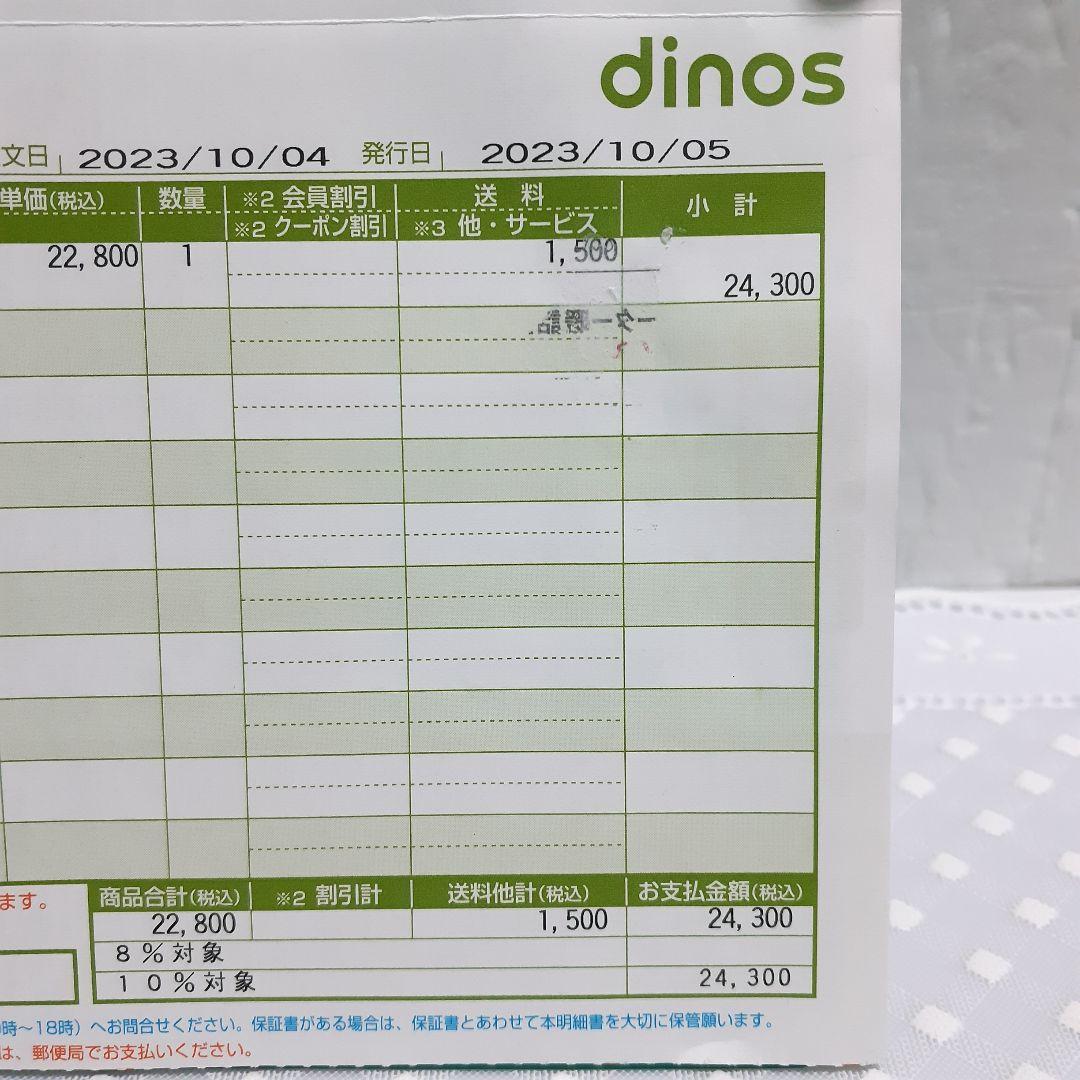 dinos
文日 2023/10/04 発行日 2023/10/05
単価(税込) 数量 ※2 会員割引 送料 小計
※2 クーポン割引 ※3 他・サービス
22,800 1 1,500
24,300
商品合計(税込) ※2 割引計 送料他計(税込) お支払金額(税込)
22,800 1,500 24,300
8%対象
10%対象 24,300
ます。
時〜18時）へお問合せください。保証書がある場合は、保証書とあわせて本明細書を大切に保管願います。
は、郵便局でお支払いください。